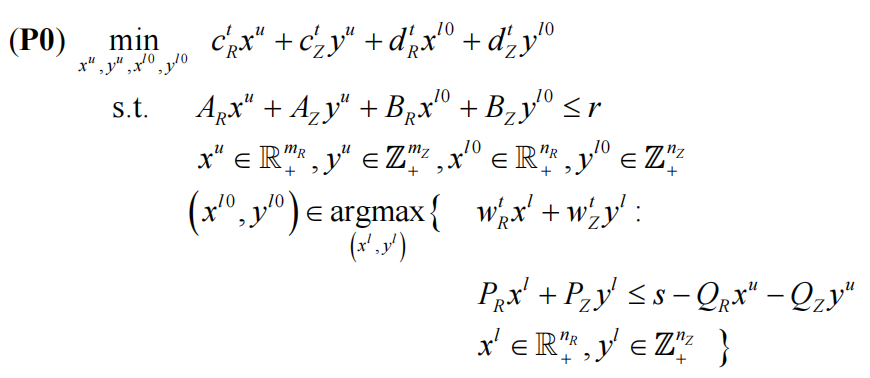 (P0) min_{x^u, y^u, x^{l0}, y^{l0}} c_R^t x^u + c_Z^t y^u + d_R^t x^{l0} + d_Z^t y^{l0}
s.t. A_R x^u + A_Z y^u + B_R x^{l0} + B_Z y^{l0} ≤ r
x^u ∈ ℝ_+^{m_R}, y^u ∈ ℤ_+^{m_Z}, x^{l0} ∈ ℝ_+^{n_R}, y^{l0} ∈ ℤ_+^{n_Z}
(x^{l0}, y^{l0}) ∈ argmax_{(x^l, y^l)} { w_R^t x^l + w_Z^t y^l :
P_R x^l + P_Z y^l ≤ s − Q_R x^u − Q_Z y^u
x^l ∈ ℝ_+^{n_R}, y^l ∈ ℤ_+^{n_Z} }